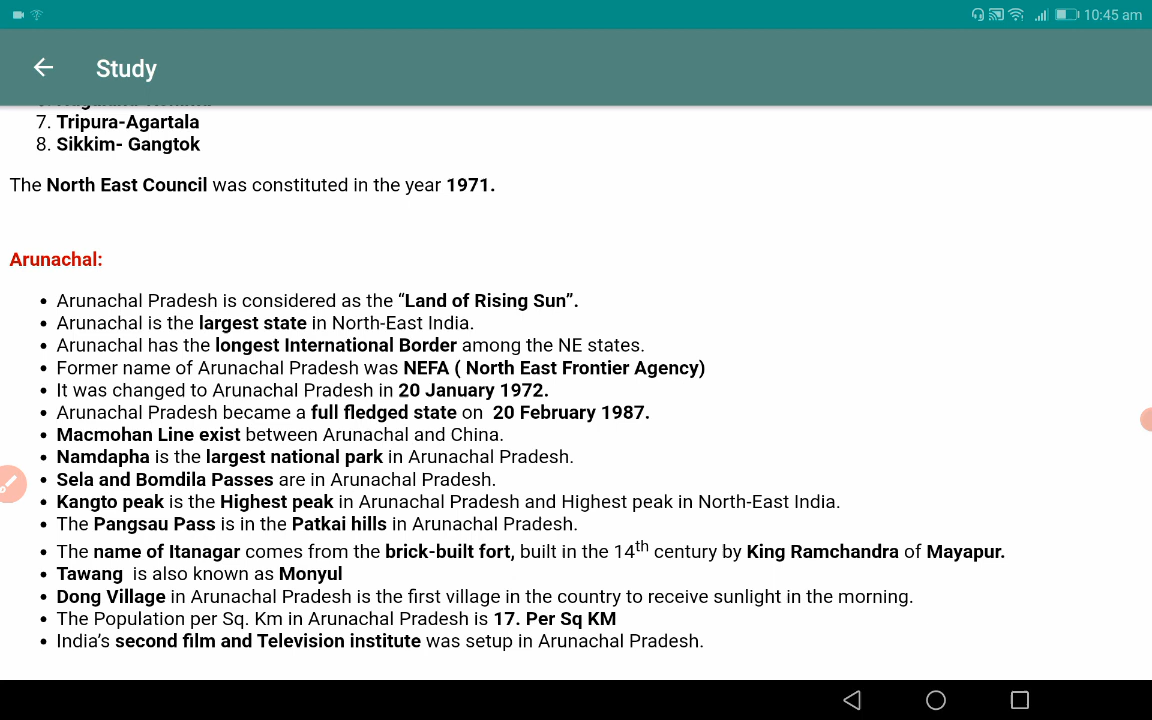 10:45 am
Study
7. Tripura-Agartala
8. Sikkim- Gangtok
The North East Council was constituted in the year 1971.
Arunachal:
• Arunachal Pradesh is considered as the “Land of Rising Sun”.
• Arunachal is the largest state in North-East India.
• Arunachal has the longest International Border among the NE states.
• Former name of Arunachal Pradesh was NEFA ( North East Frontier Agency)
• It was changed to Arunachal Pradesh in 20 January 1972.
• Arunachal Pradesh became a full fledged state on 20 February 1987.
• Macmohan Line exist between Arunachal and China.
• Namdapha is the largest national park in Arunachal Pradesh.
• Sela and Bomdila Passes are in Arunachal Pradesh.
• Kangto peak is the Highest peak in Arunachal Pradesh and Highest peak in North-East India.
• The Pangsau Pass is in the Patkai hills in Arunachal Pradesh.
• The name of Itanagar comes from the brick-built fort, built in the 14th century by King Ramchandra of Mayapur.
• Tawang is also known as Monyul
• Dong Village in Arunachal Pradesh is the first village in the country to receive sunlight in the morning.
• The Population per Sq. Km in Arunachal Pradesh is 17. Per Sq KM
• India’s second film and Television institute was setup in Arunachal Pradesh.